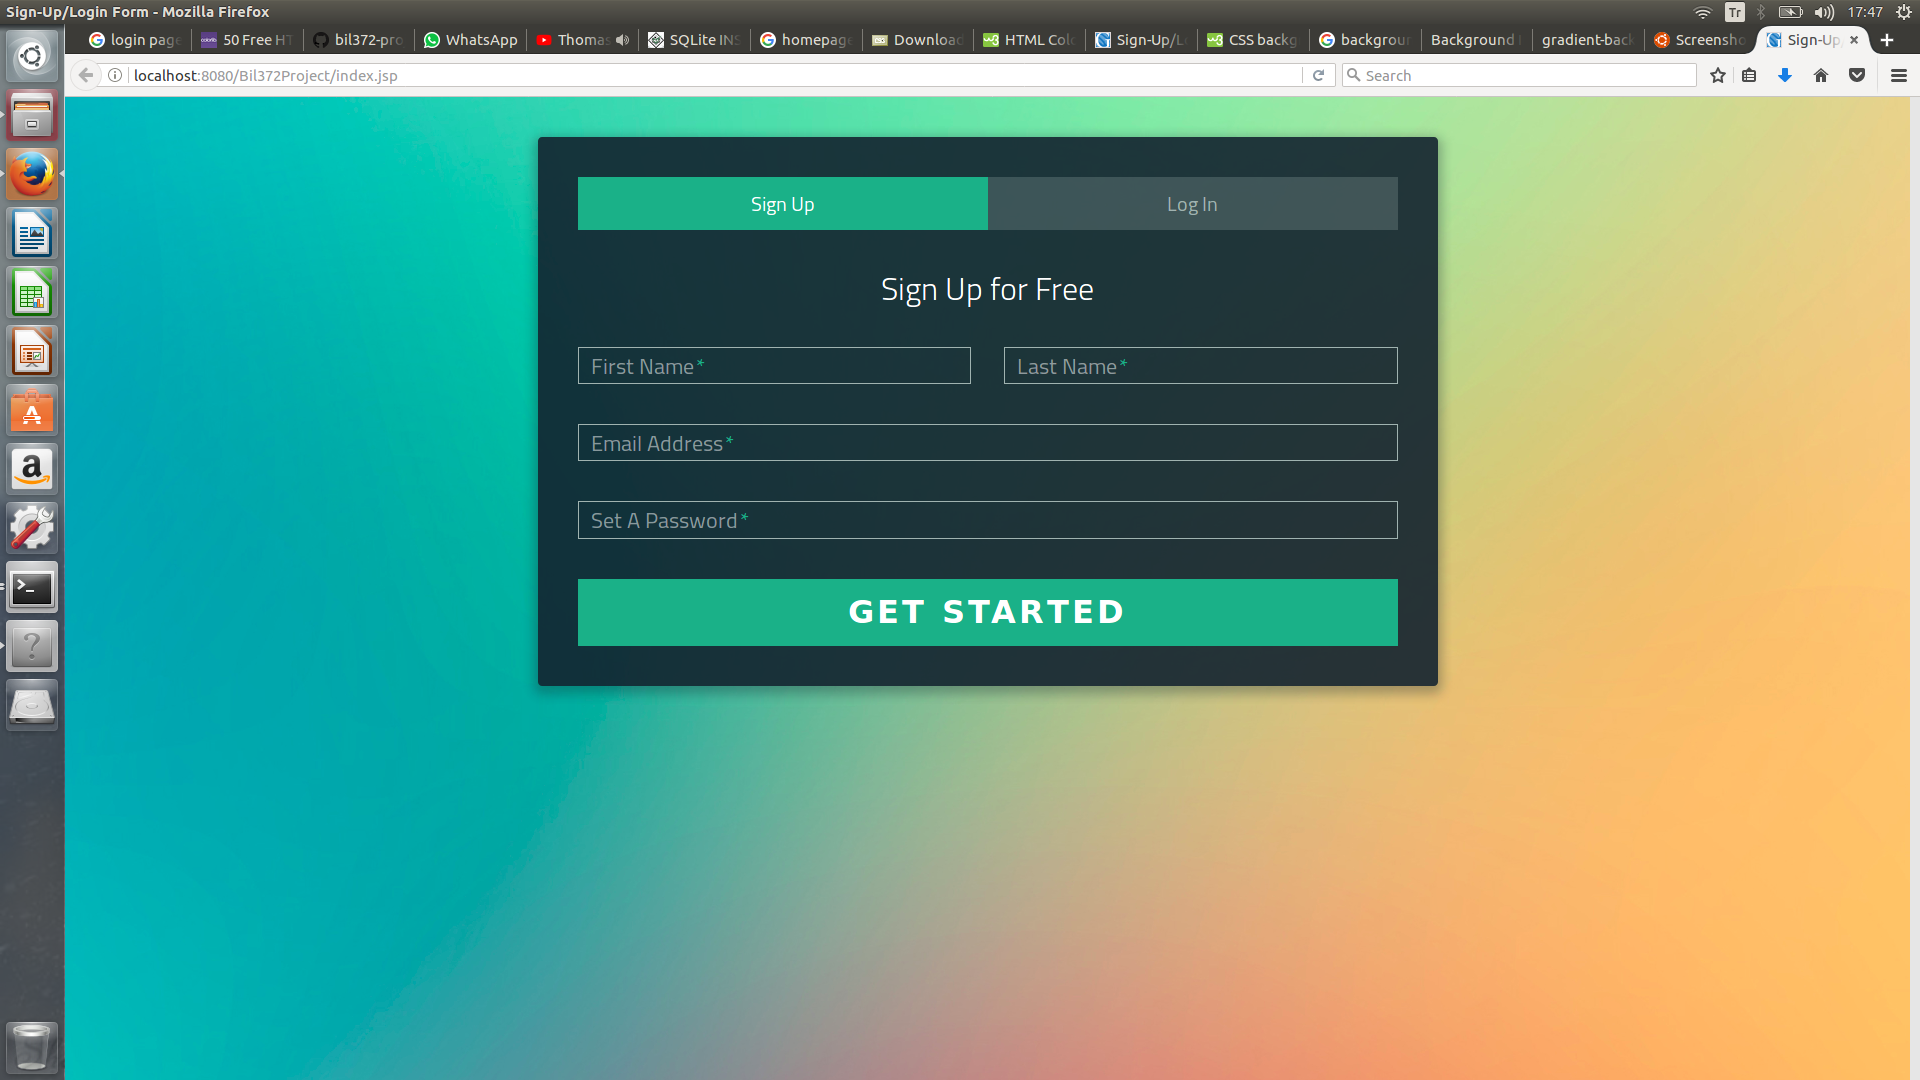 Sign-Up/Login Form - Mozilla Firefox
Tr
17:47
login page
50 Free HT
bil372-pro
WhatsApp
Thomas
SQLite INS
homepage
Download
HTML Colo
Sign-Up/L
CSS backg
backgroun
Background
gradient-back
Screensho
Sign-Up
localhost:8080/Bil372Project/index.jsp
Search
Sign Up
Log In
Sign Up for Free
First Name*
Last Name*
Email Address*
Set A Password*
GET STARTED